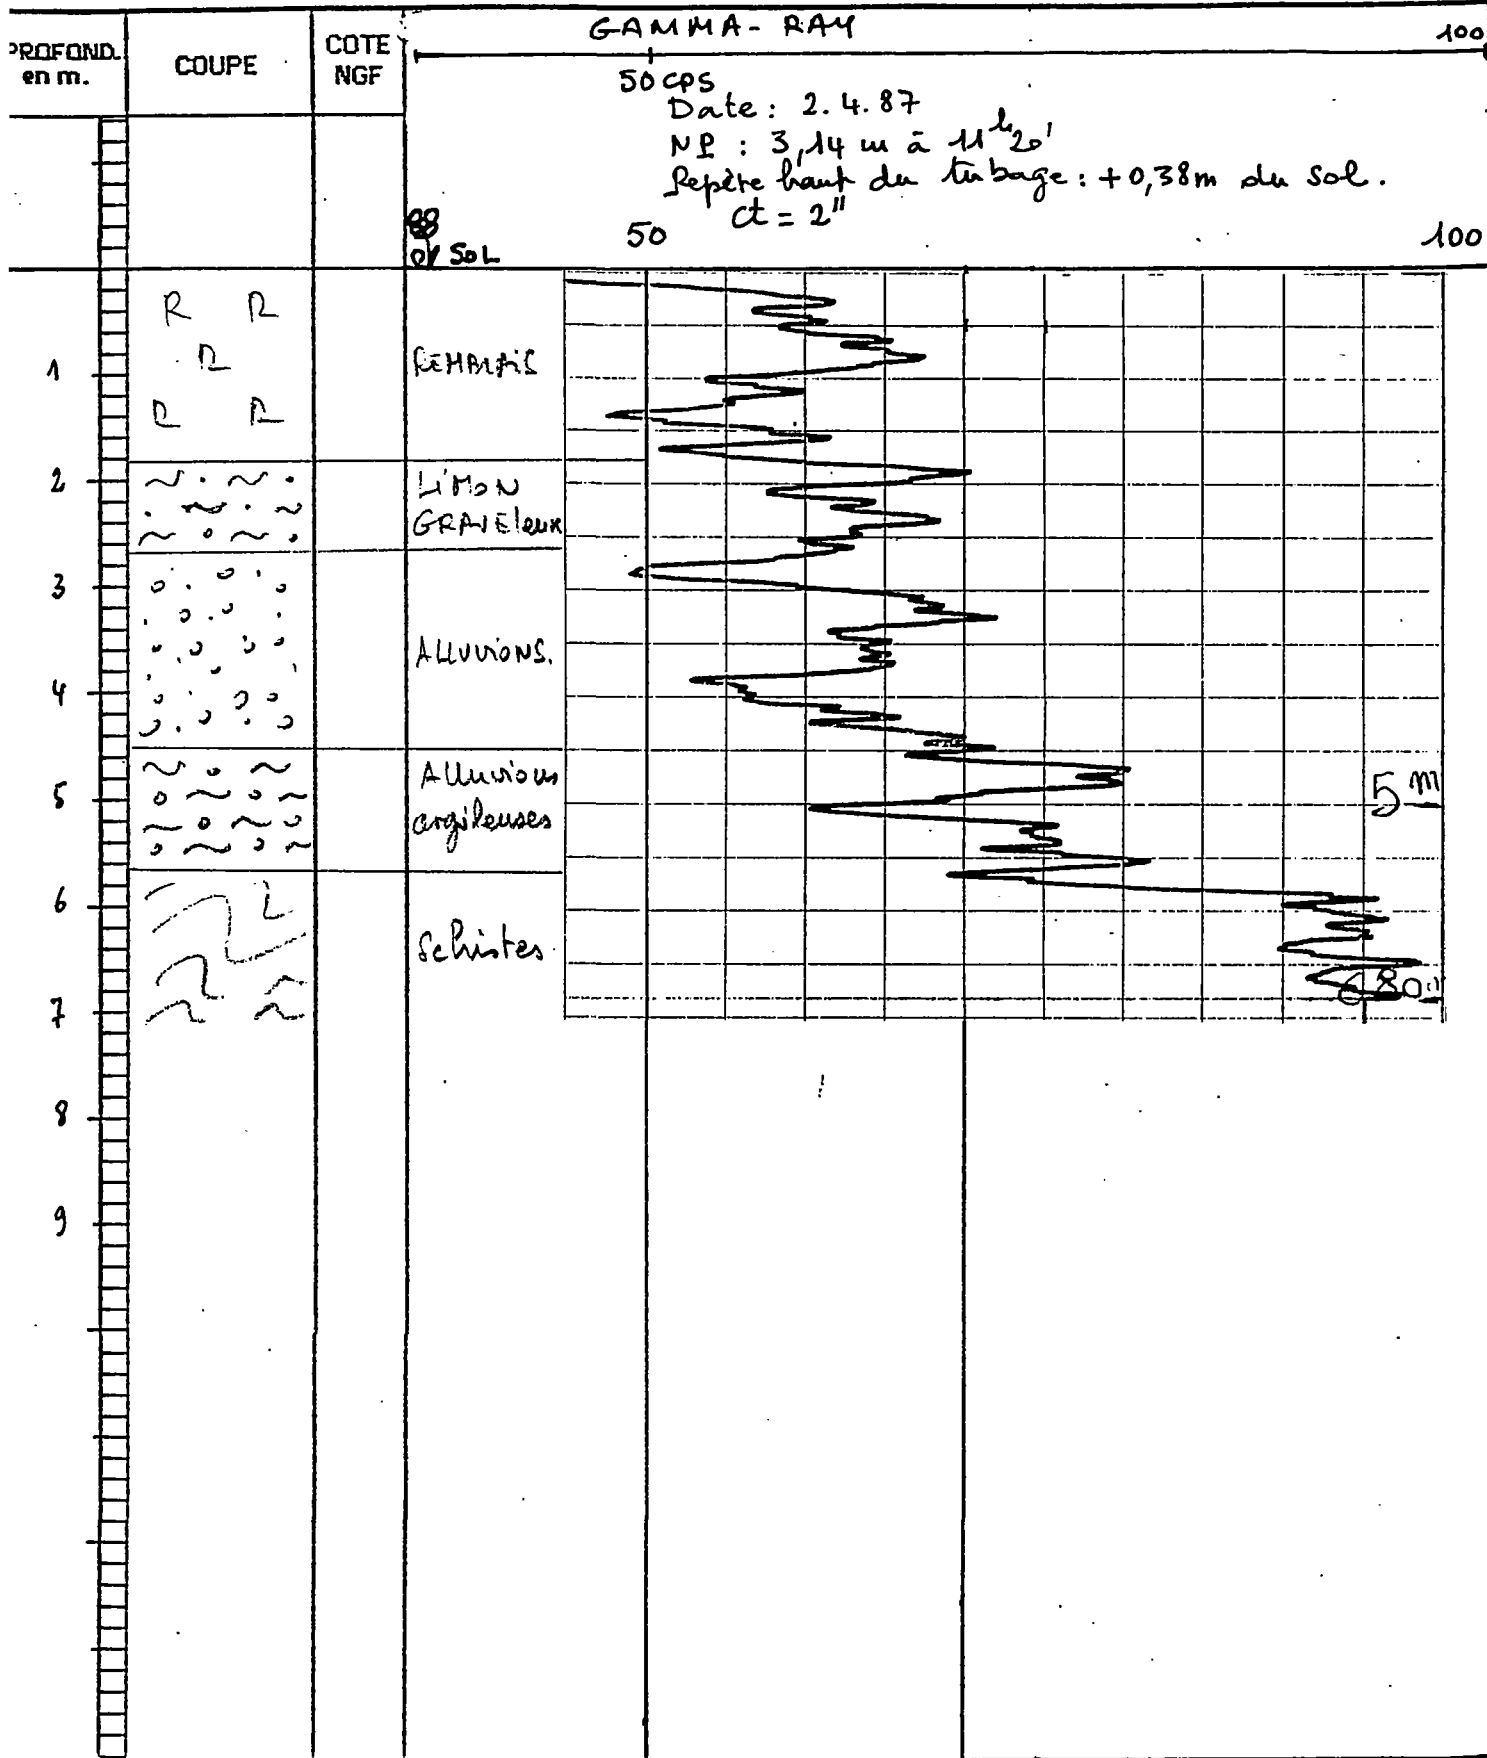 GAMMA-RAY
100
PROFOND.
en m.
COUPE
COTE
NGF
50 cps
Date : 2.4.87
NP : 3,14 m à 11h20'
Repère haut du tubage : +0,38m du sol.
ct = 2"
SOL
50
100
R R
R
R R
REMBLAIS
LiMON
GRAVEleux
ALLUVIONS.
Alluvions
argileuses
Schistes
1
2
3
4
5
6
7
8
9
5 m
6,80m